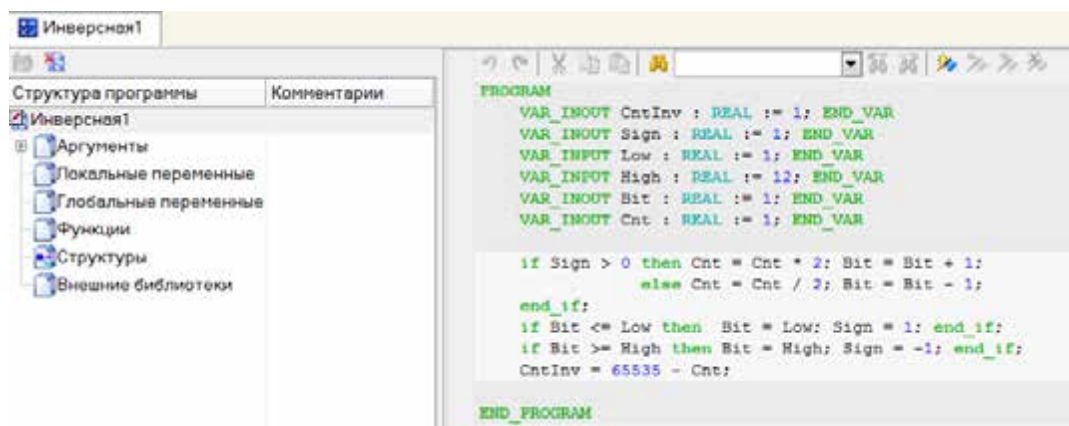 Инверсная1
Структура программы Комментарии
Инверсная1
Аргументы
Локальные переменные
Глобальные переменные
Функции
Структуры
Внешние библиотеки
PROGRAM
VAR_INOUT CntInv : REAL := 1; END_VAR
VAR_INOUT Sign : REAL := 1; END_VAR
VAR_INPUT Low : REAL := 1; END_VAR
VAR_INPUT High : REAL := 12; END_VAR
VAR_INOUT Bit : REAL := 1; END_VAR
VAR_INOUT Cnt : REAL := 1; END_VAR
if Sign > 0 then Cnt = Cnt * 2; Bit = Bit + 1;
else Cnt = Cnt / 2; Bit = Bit - 1;
end_if;
if Bit <= Low then Bit = Low; Sign = 1; end_if;
if Bit >= High then Bit = High; Sign = -1; end_if;
CntInv = 65535 - Cnt;
END_PROGRAM